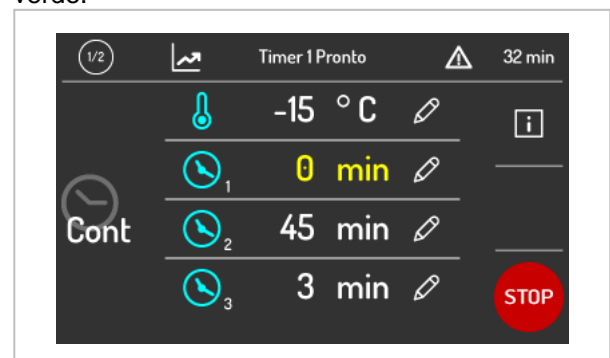 1/2 Timer 1 Pronto 32 min
-15 °C
i
1 0 min
Cont
2 45 min
3 3 min
STOP